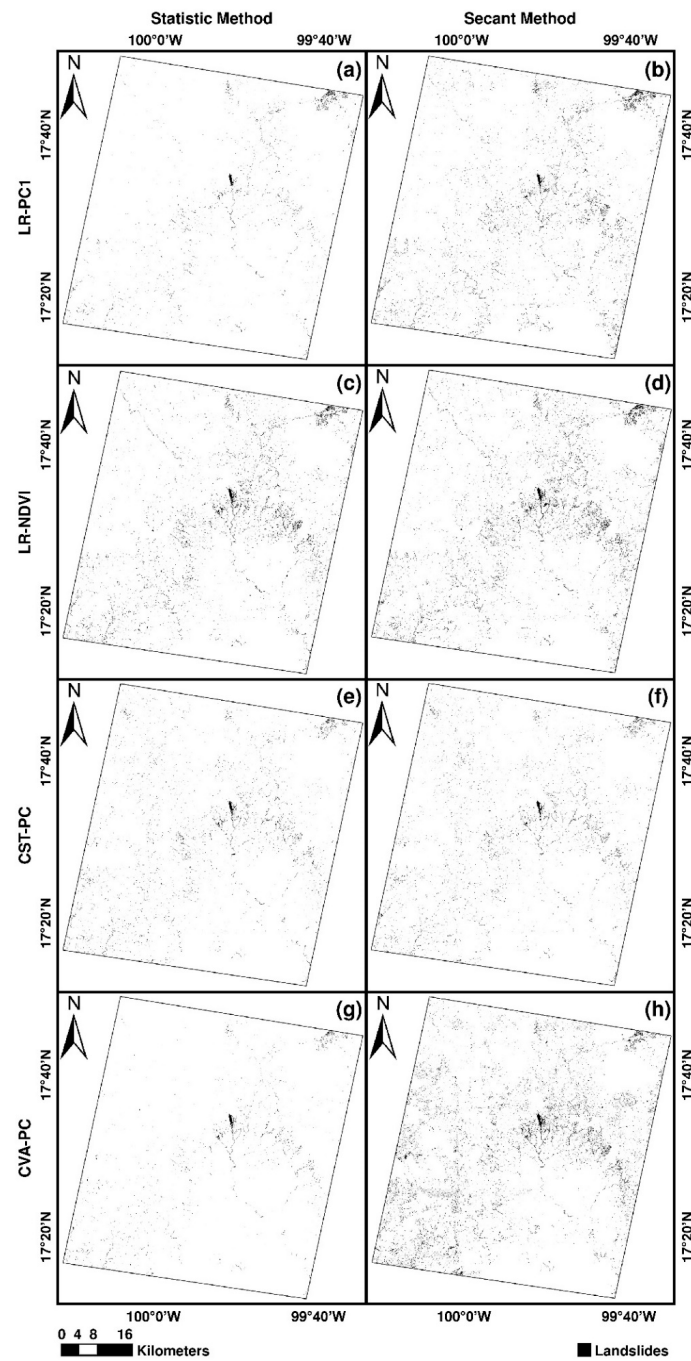 Statistic Method Secant Method
100°0'W 99°40'W 100°0'W 99°40'W
N (a) N (b)
17°40'N 17°40'N
LR-PC1
17°20'N 17°20'N
N (c) N (d)
17°40'N 17°40'N
LR-NDVI
17°20'N 17°20'N
N (e) N (f)
17°40'N 17°40'N
CST-PC
17°20'N 17°20'N
N (g) N (h)
17°40'N 17°40'N
CVA-PC
17°20'N 17°20'N
100°0'W 99°40'W 100°0'W 99°40'W
0 4 8 16
Kilometers Landslides